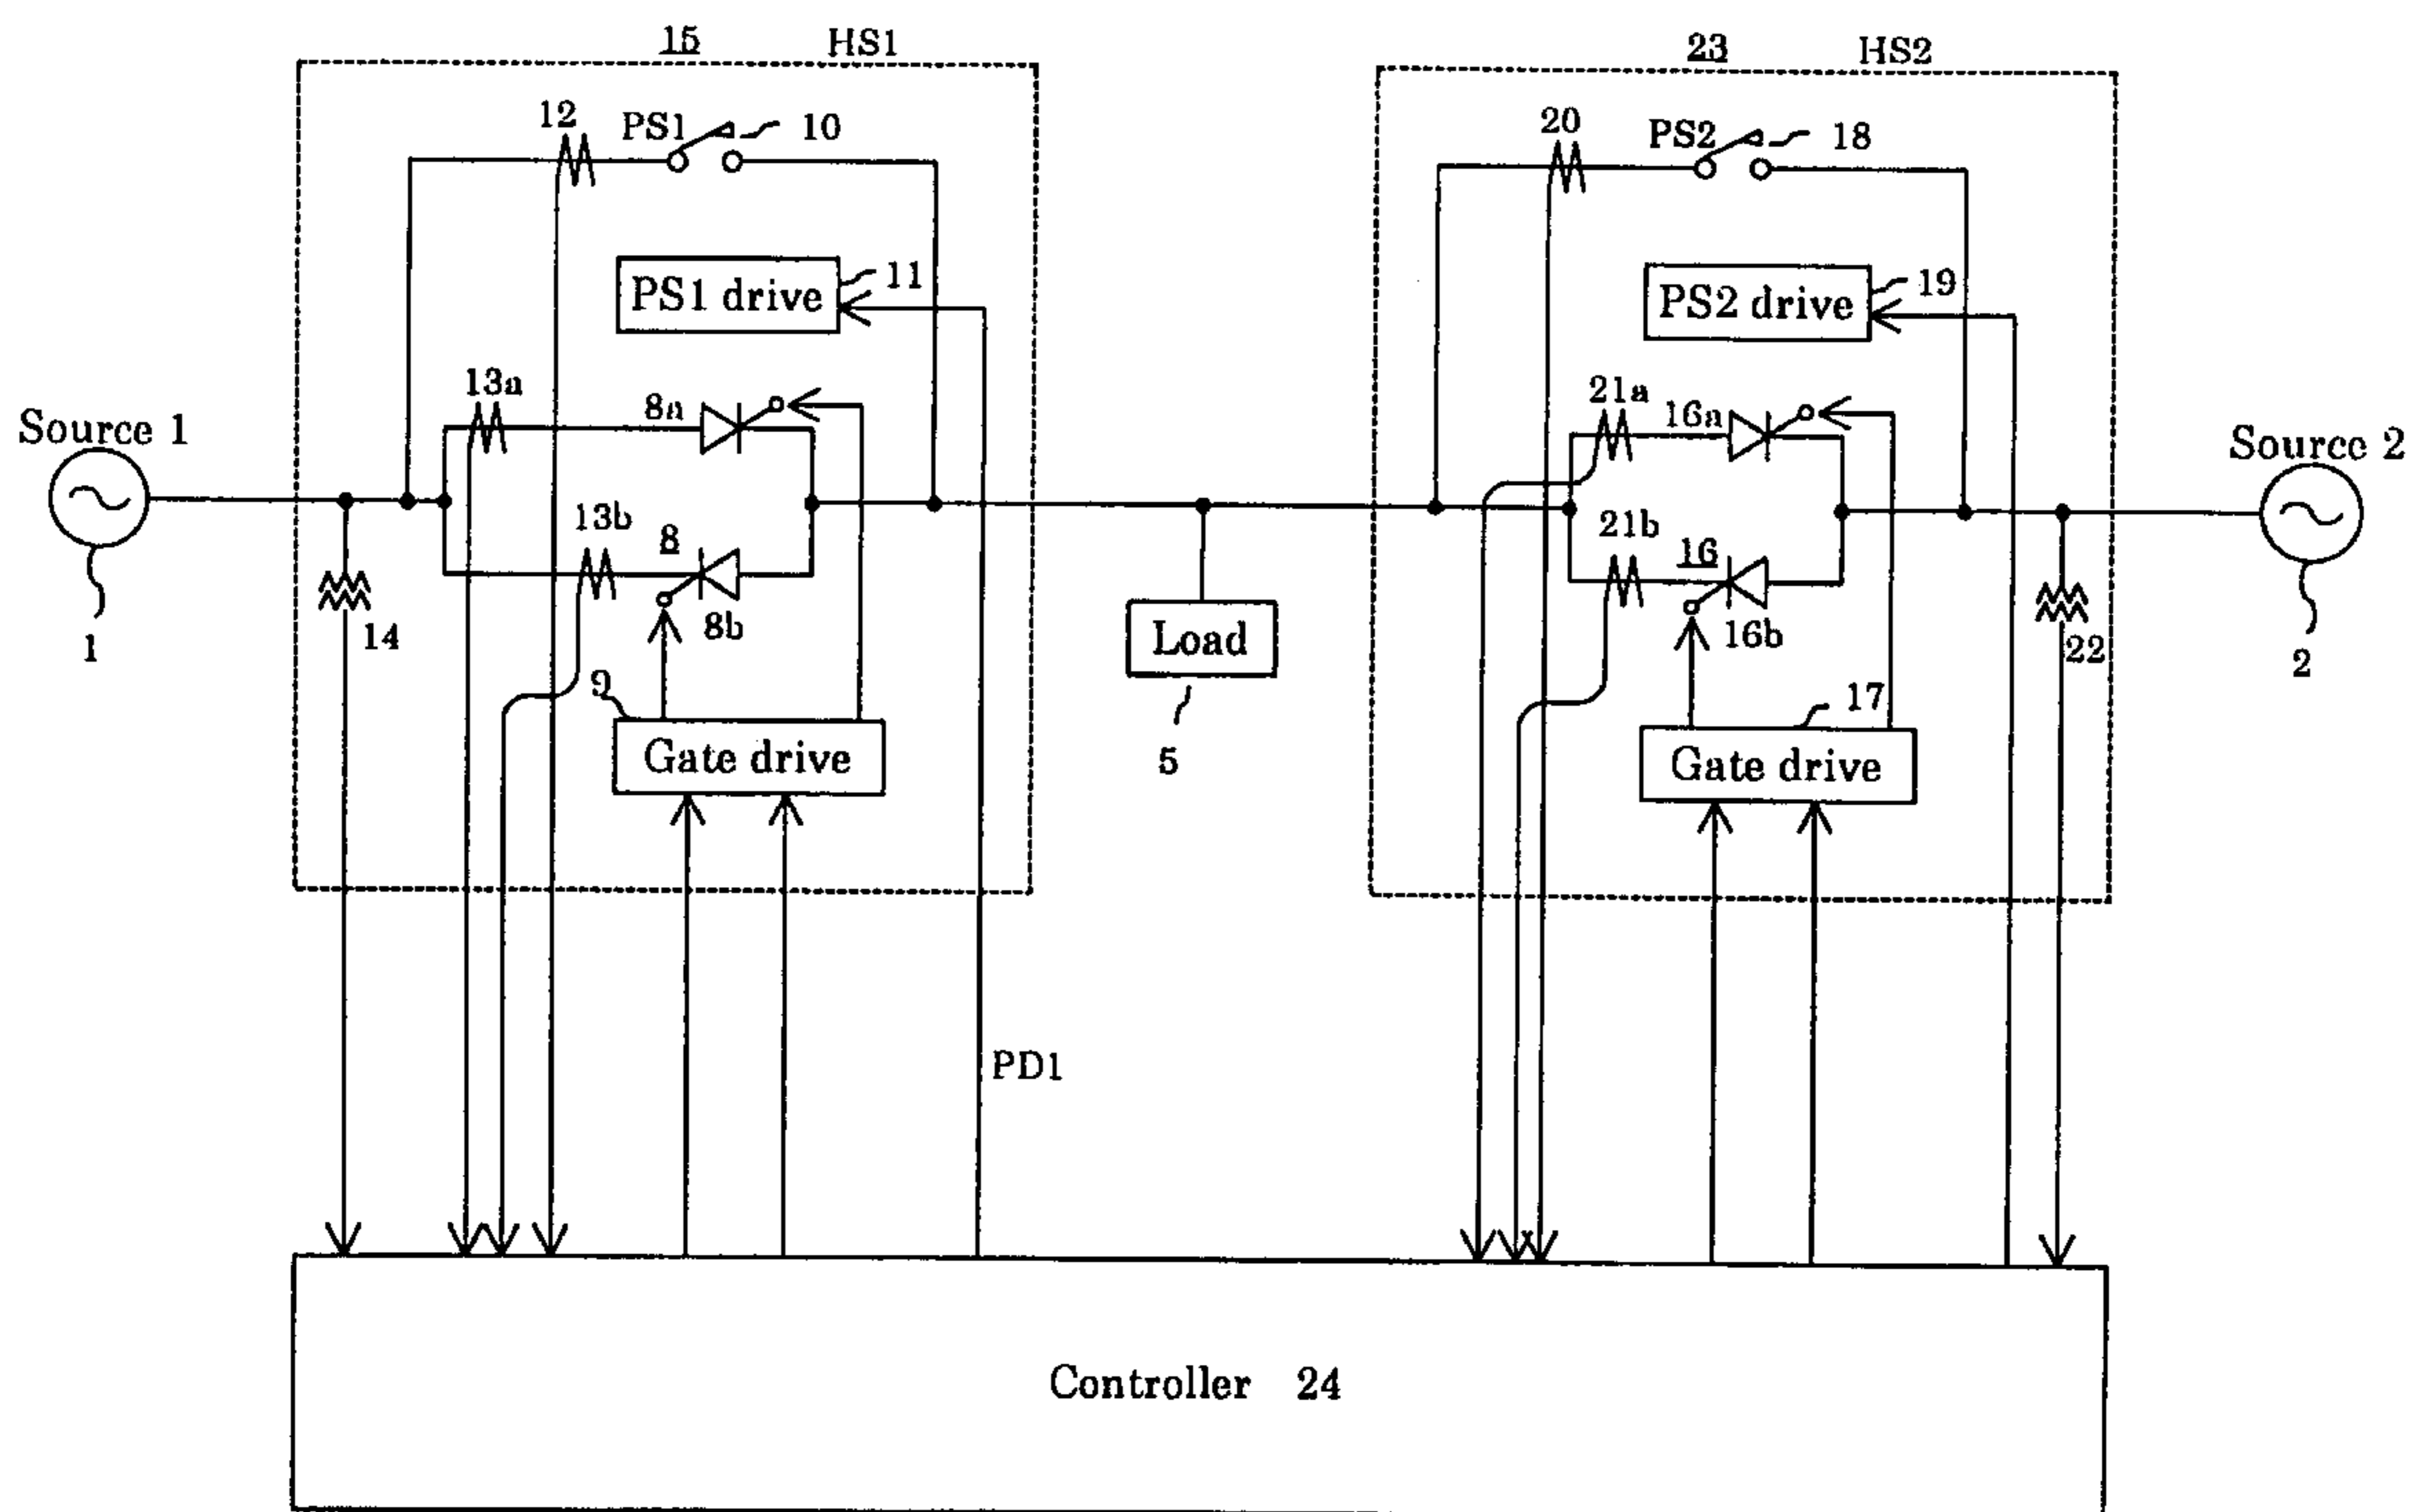 15 HS1
23 HS2
12 PS1 10
20 PS2 18
PS1 drive 11
PS2 drive 19
13a 8a
21a 16a
Source 1
Source 2
13b 8
21b 16
14 8b
Load
16b 22
1
2
9
17
5
Gate drive
Gate drive
PD1
Controller 24